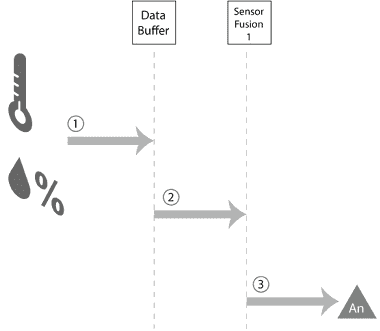 Data
Buffer
Sensor
Fusion
1
①
%
②
③
An